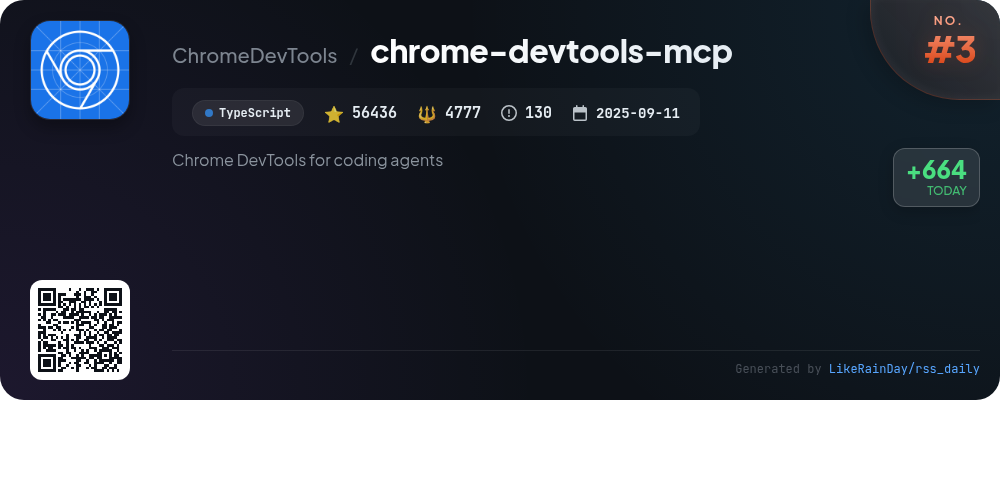 NO.
#3
ChromeDevTools / chrome-devtools-mcp
TypeScript 56436 4777 130 2025-09-11
Chrome DevTools for coding agents
+664
TODAY
Generated by LikeRainDay/rss_daily